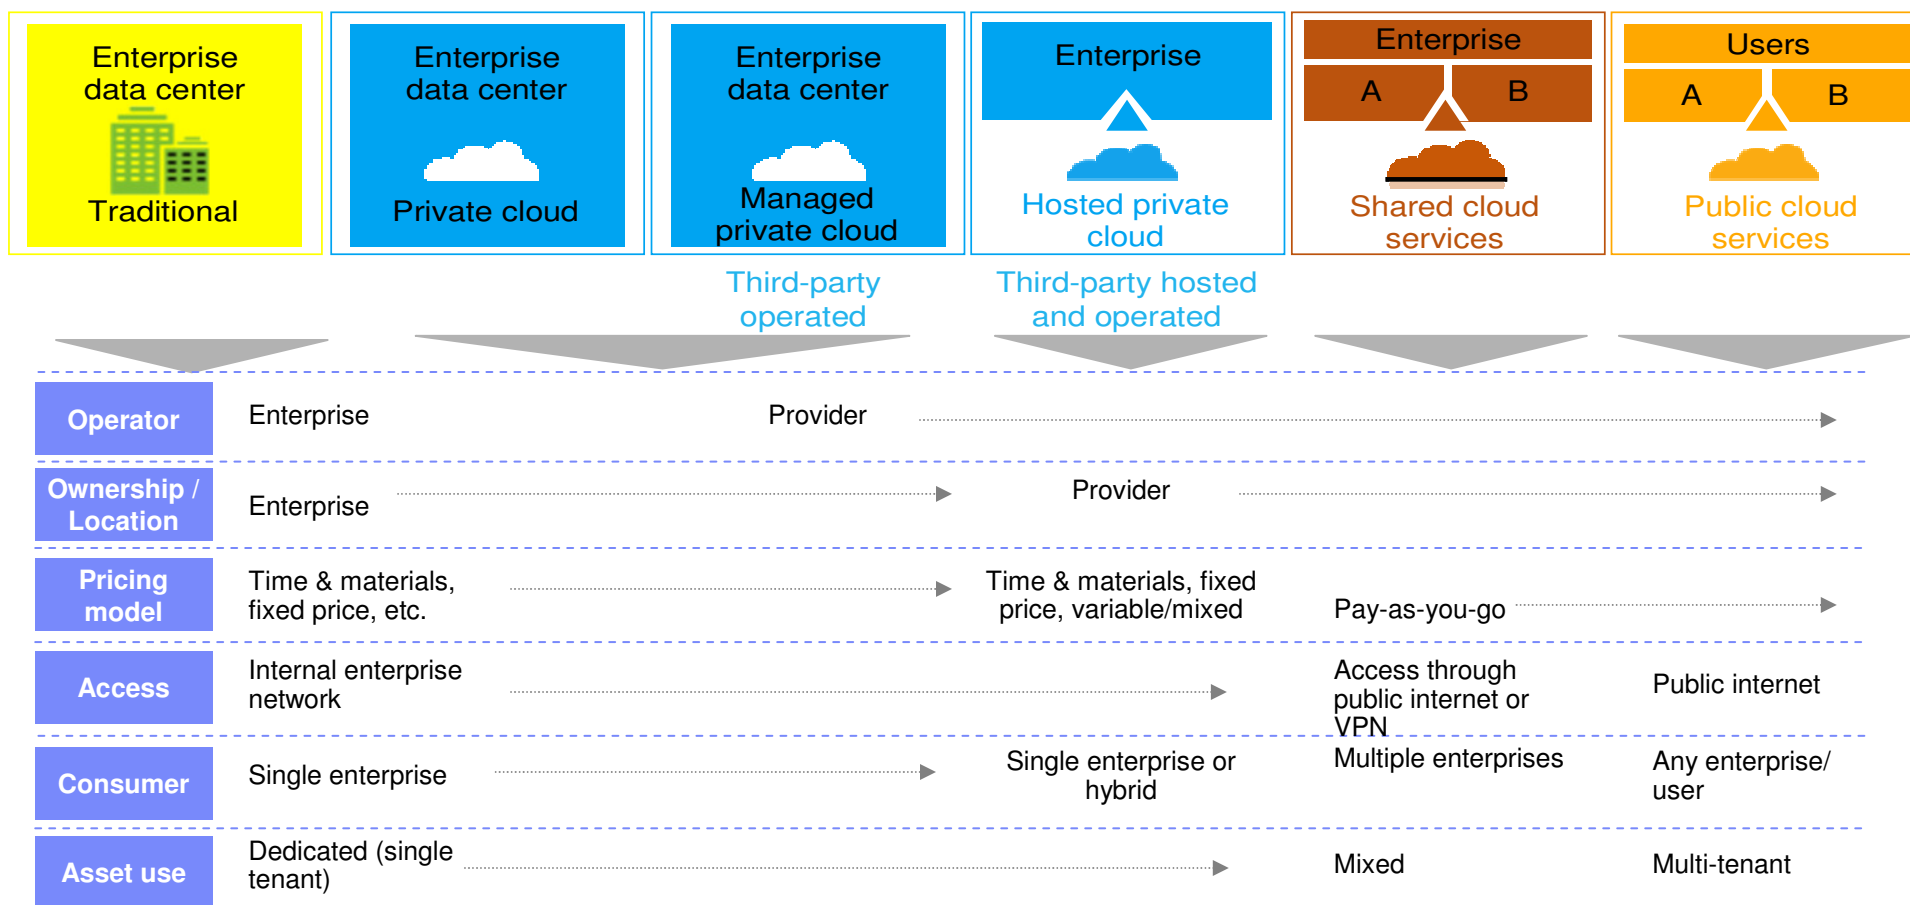 Enterprise
data center
Traditional
Enterprise
data center
Private cloud
Enterprise
data center
Managed
private cloud
Enterprise
Hosted private
cloud
Enterprise
A
B
Shared cloud
services
Users
A
B
Public cloud
services
Third-party
operated
Third-party hosted
and operated
Operator
Enterprise
Provider
Ownership /
Location
Enterprise
Provider
Pricing
model
Time & materials,
fixed price, etc.
Time & materials, fixed
price, variable/mixed
Pay-as-you-go
Access
Internal enterprise
network
Access through
public internet or
VPN
Public internet
Consumer
Single enterprise
Single enterprise or
hybrid
Multiple enterprises
Any enterprise/
user
Asset use
Dedicated (single
tenant)
Mixed
Multi-tenant